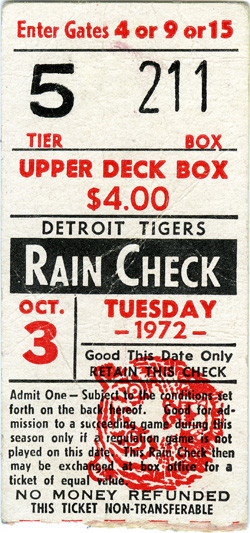 Enter Gates 4 or 9 or 15
5 211
TIER BOX
UPPER DECK BOX
$4.00
DETROIT TIGERS
RAIN CHECK
OCT. 3 TUESDAY
—1972—
Good This Date Only
RETAIN THIS CHECK
Admit One — Subject to the conditions set
forth on the back hereof. Good for ad-
mission to a succeeding game during this
season only if a regulation game is not
played on this date. This Rain Check then
may be exchanged at box office for a
ticket of equal value.
NO MONEY REFUNDED
THIS TICKET NON-TRANSFERABLE